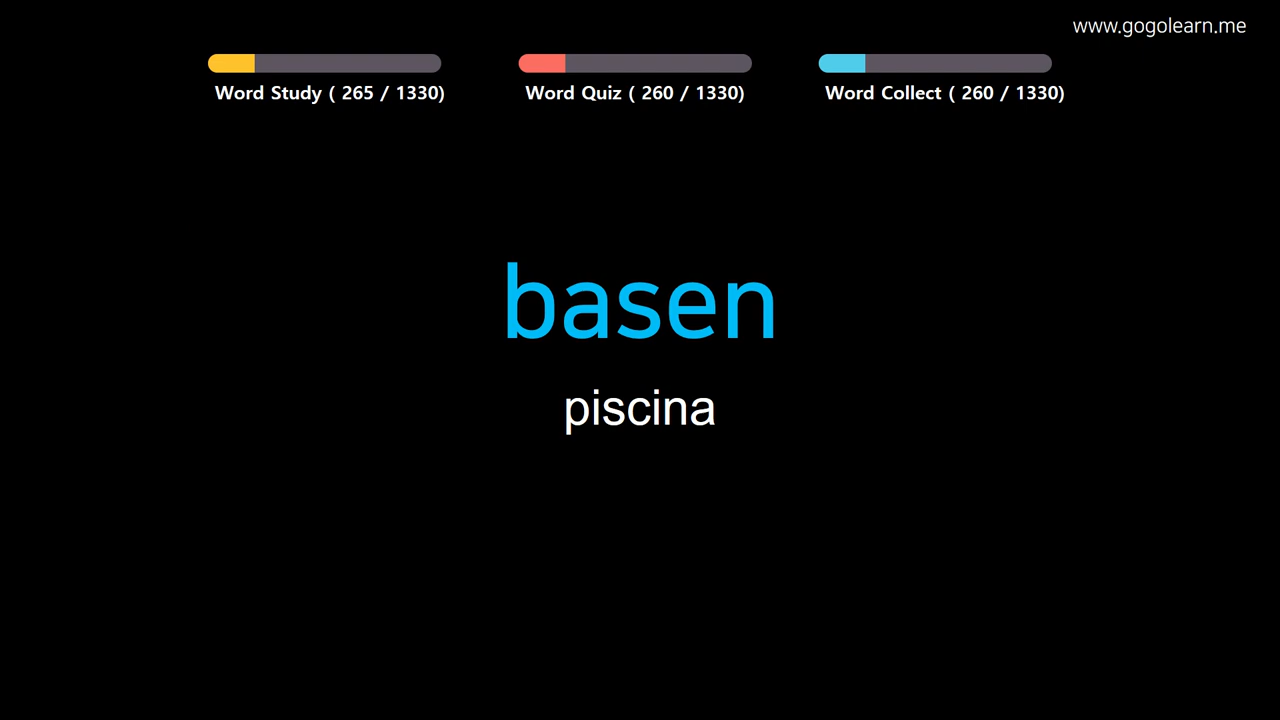 www.gogolearn.me
Word Study ( 265 / 1330)
Word Quiz ( 260 / 1330)
Word Collect ( 260 / 1330)
basen
piscina